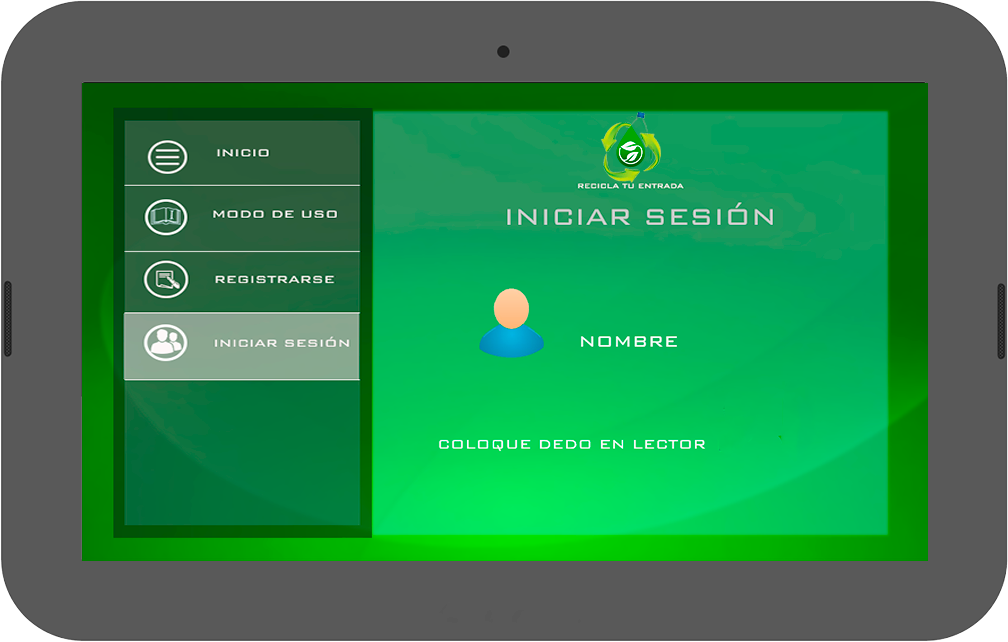 INICIO
MODO DE USO
REGISTRARSE
INICIAR SESIÓN
RECICLA TU ENTRADA
INICIAR SESIÓN
NOMBRE
COLOQUE DEDO EN LECTOR